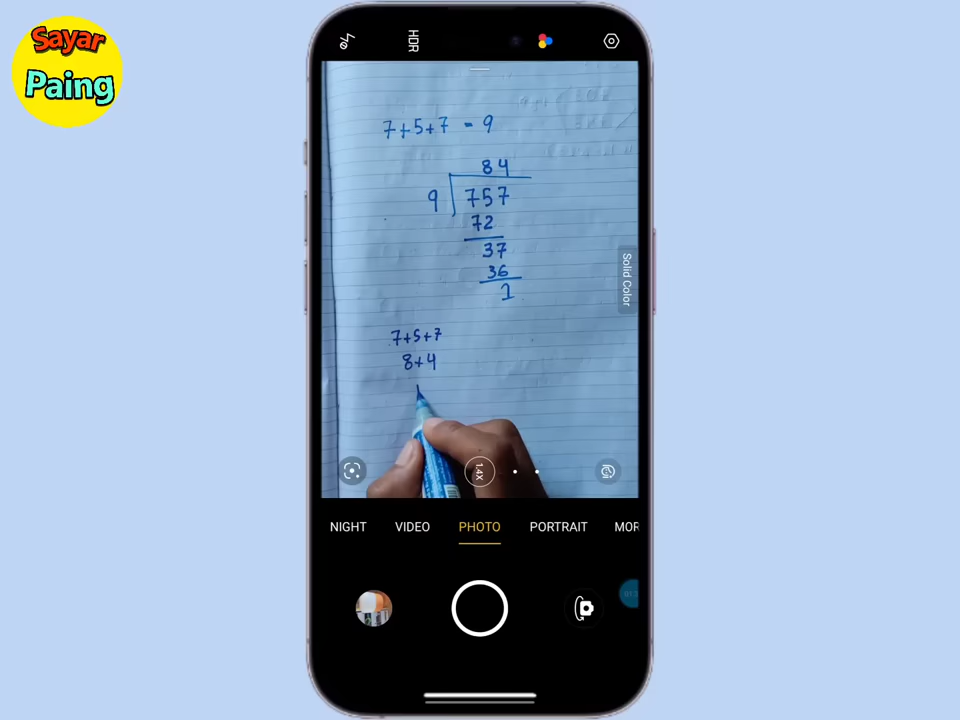 Sayar
Paing
HDR
7+5+7 = 9
84
9 757
72
37
36
1
Solid Color
7+5+7
8+4
1.4X
NIGHT VIDEO PHOTO PORTRAIT MOR